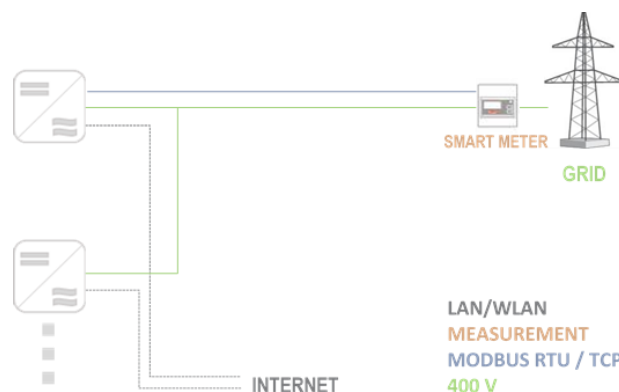 SMART METER
GRID
LAN/WLAN
MEASUREMENT
MODBUS RTU / TCP
INTERNET
400 V